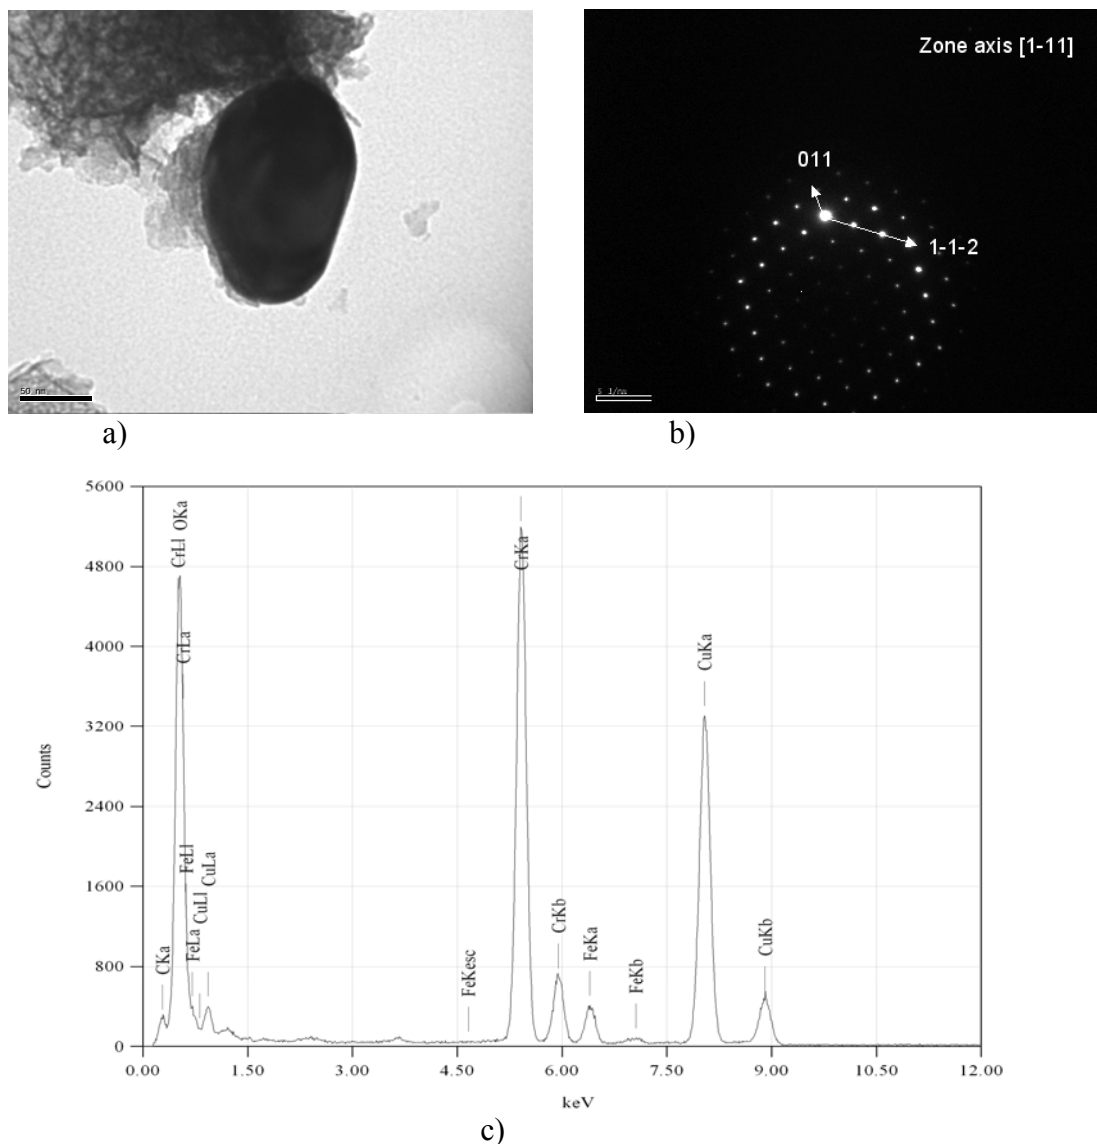 50 nm
Zone axis [1-11]
011
1-1-2
5 1/nm
a)
b)
5600
4800
4000
3200
2400
1600
800
0
Counts
CKa
CrLl OKa
CrLa
FeLl
FeLa
CuLl
CuLa
FeKesc
CrKa
CrKb
FeKa
FeKb
CuKa
CuKb
0.00 1.50 3.00 4.50 6.00 7.50 9.00 10.50 12.00
keV
c)